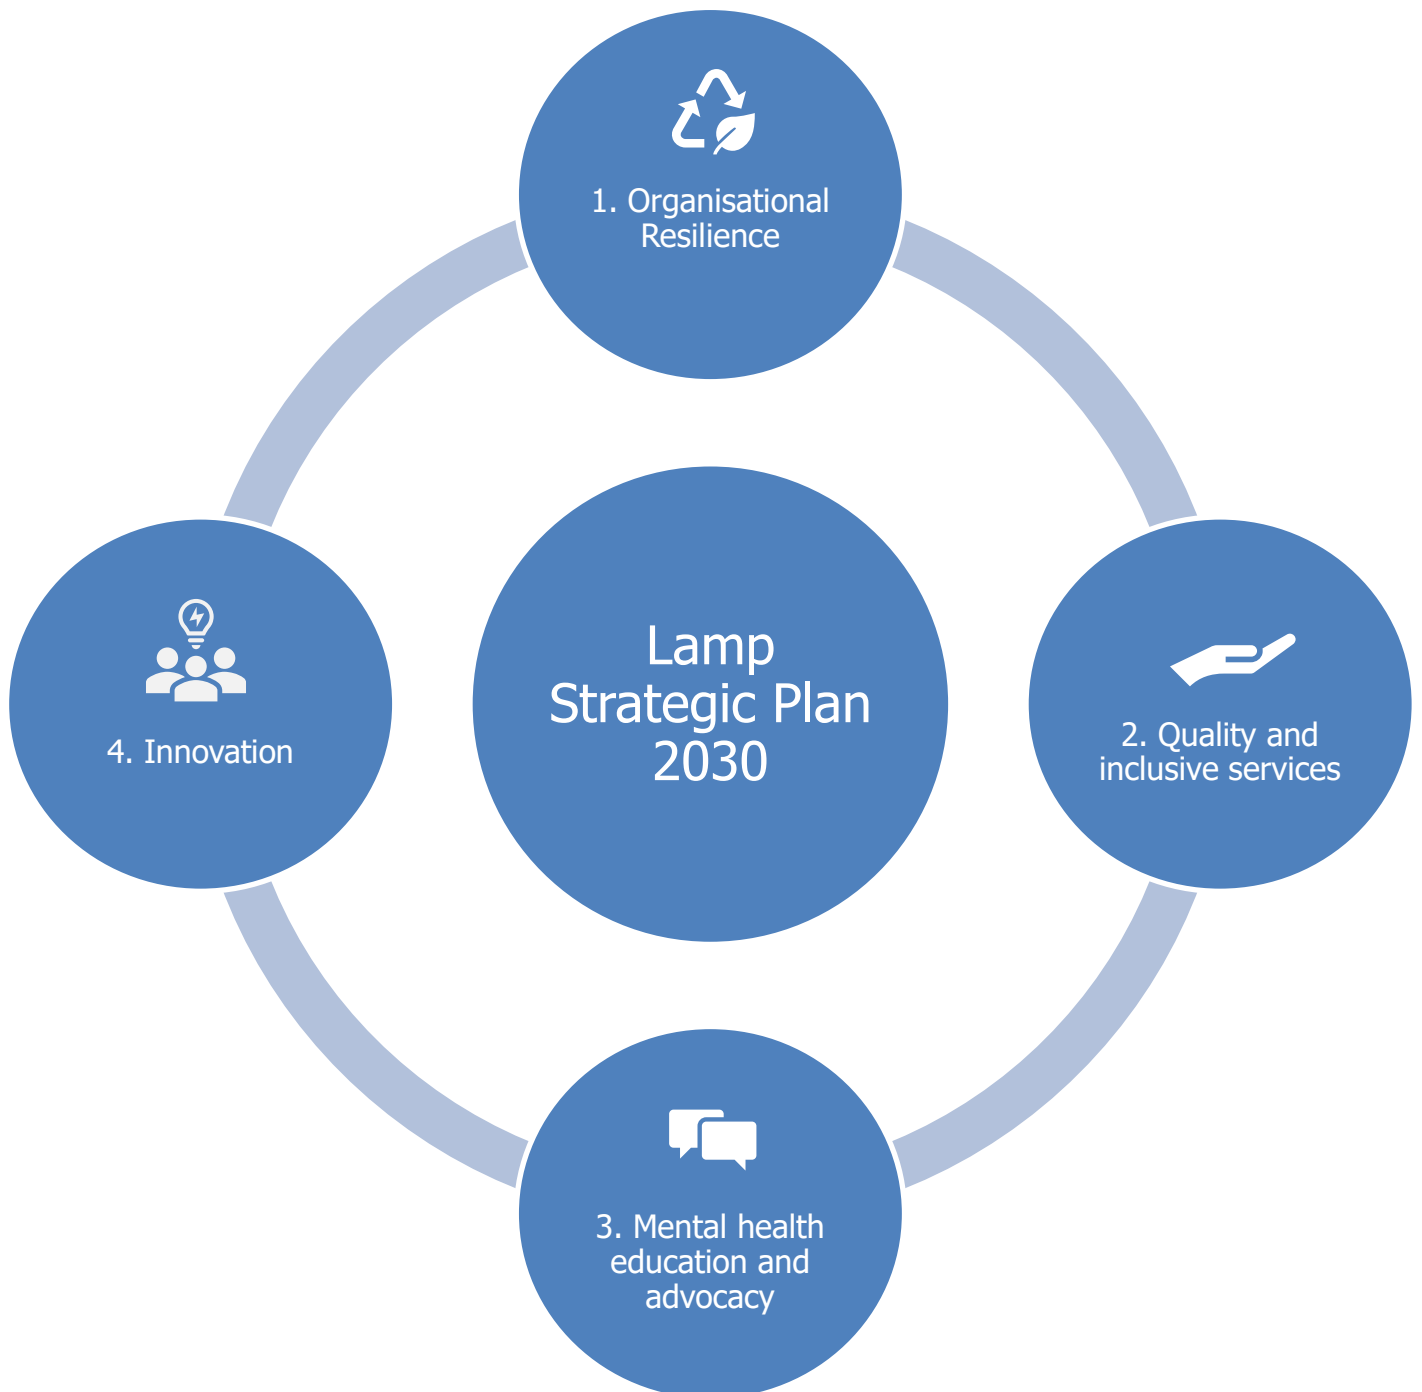 1. Organisational
Resilience
Lamp
Strategic Plan
2030
2. Quality and
inclusive services
3. Mental health
education and
advocacy
4. Innovation